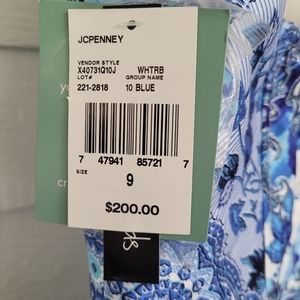 JCPENNEY
VENDOR STYLE
X40731Q10J WHTRB
LOT# GROUP NAME
221-2818 10 BLUE
7 47941 85721 7
SIZE
9
$200.00